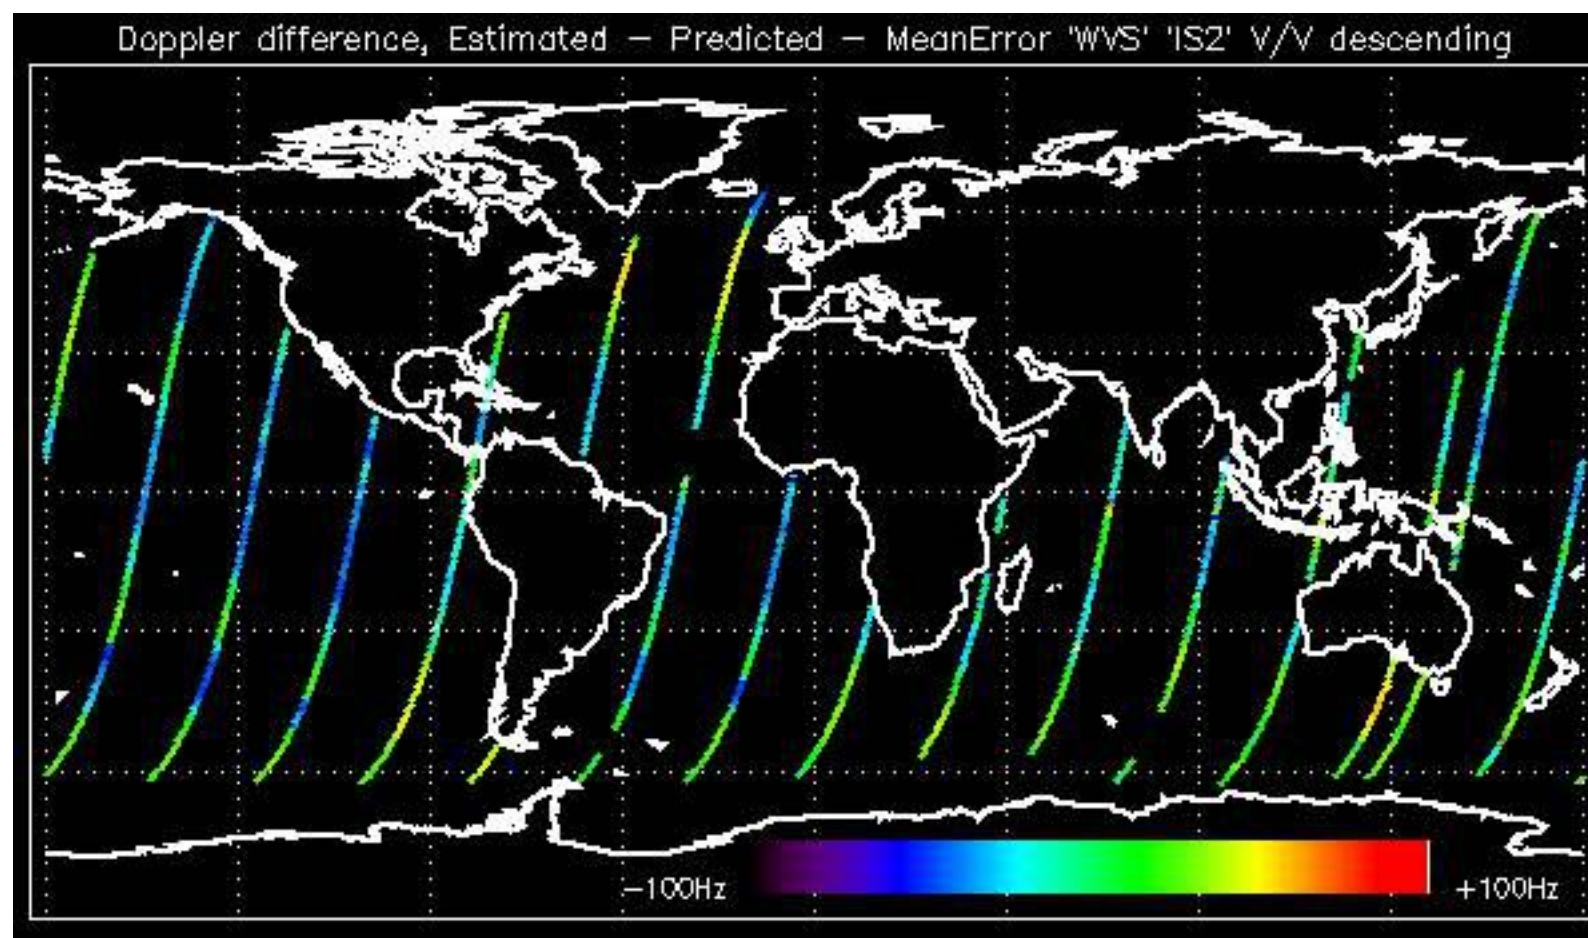 Doppler difference, Estimated – Predicted – MeanError 'WVS' 'IS2' V/V descending
-100Hz +100Hz